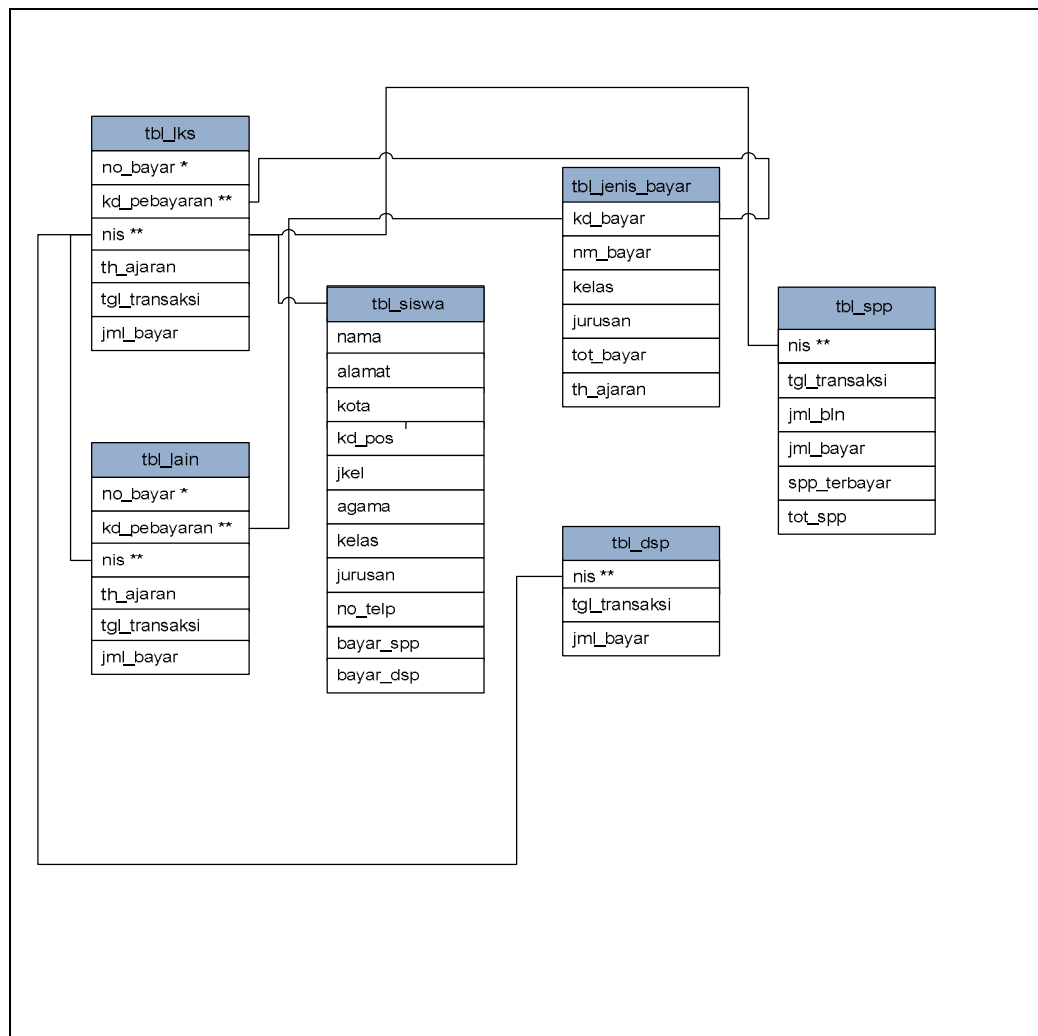 tbl_lks
no_bayar *
kd_pebayaran **
nis **
th_ajaran
tgl_transaksi
jml_bayar
tbl_lain
no_bayar *
kd_pebayaran **
nis **
th_ajaran
tgl_transaksi
jml_bayar
tbl_siswa
nama
alamat
kota
kd_pos
jkel
agama
kelas
jurusan
no_telp
bayar_spp
bayar_dsp
tbl_jenis_bayar
kd_bayar
nm_bayar
kelas
jurusan
tot_bayar
th_ajaran
tbl_dsp
nis **
tgl_transaksi
jml_bayar
tbl_spp
nis **
tgl_transaksi
jml_bln
jml_bayar
spp_terbayar
tot_spp